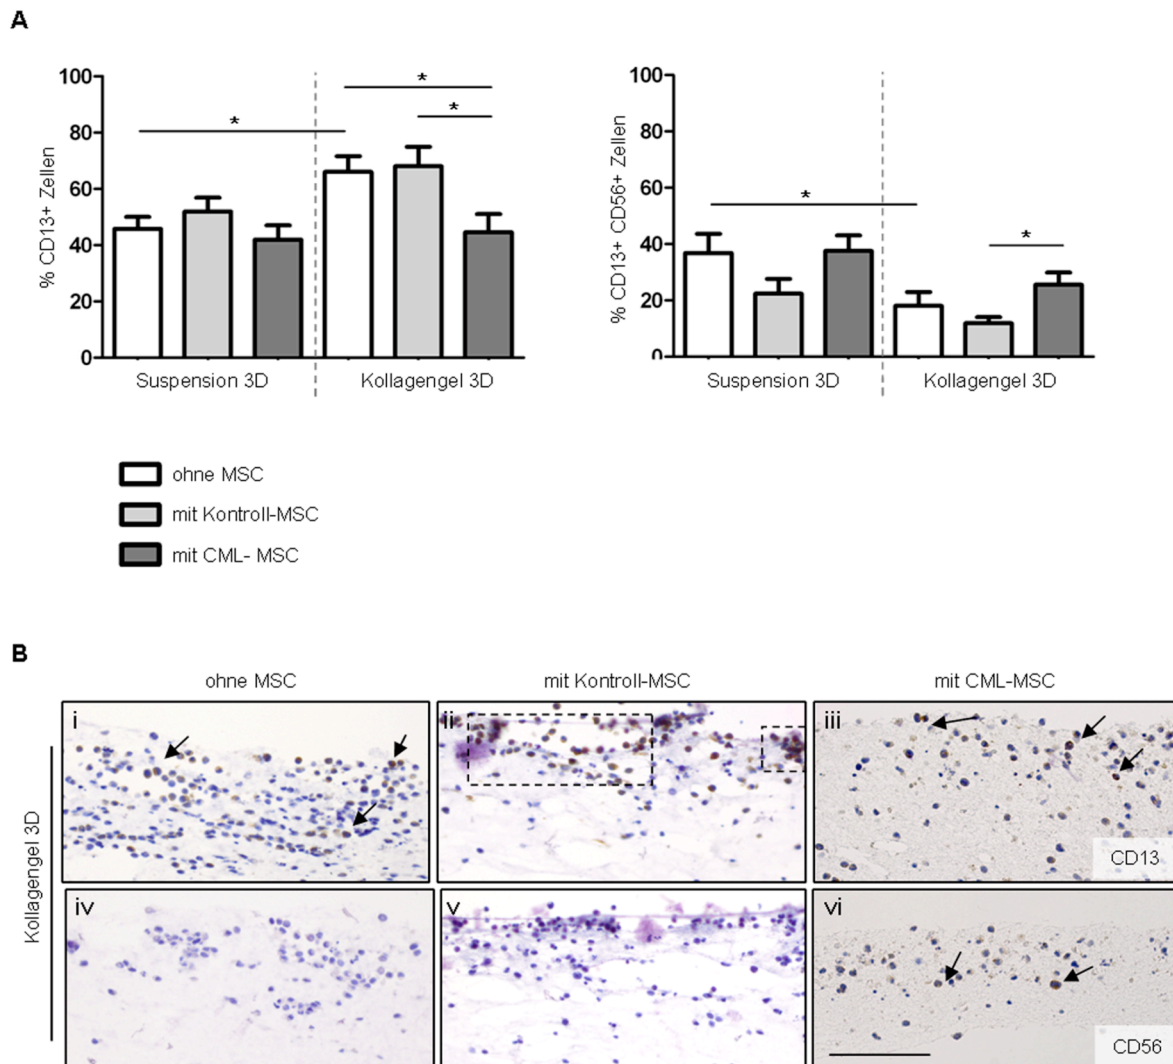 A
% CD13+ Zellen
100
80
60
40
20
0
*
*
*
Suspension 3D
Kollagengel 3D
% CD13+ CD56+ Zellen
100
80
60
40
20
0
*
*
Suspension 3D
Kollagengel 3D
ohne MSC
mit Kontroll-MSC
mit CML- MSC
B
ohne MSC
mit Kontroll-MSC
mit CML-MSC
Kollagengel 3D
i
ii
iii
CD13
iv
v
vi
CD56